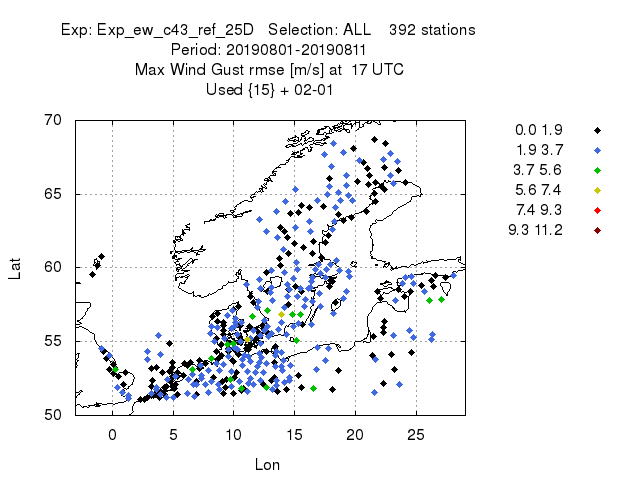 Exp: Exp_ew_c43_ref_25D   Selection: ALL    392 stations
Period: 20190801-20190811
Max Wind Gust rmse [m/s] at  17 UTC
Used {15} + 02-01
70
65
60
55
50
Lat
0
5
10
15
20
25
Lon
0.0 1.9
1.9 3.7
3.7 5.6
5.6 7.4
7.4 9.3
9.3 11.2